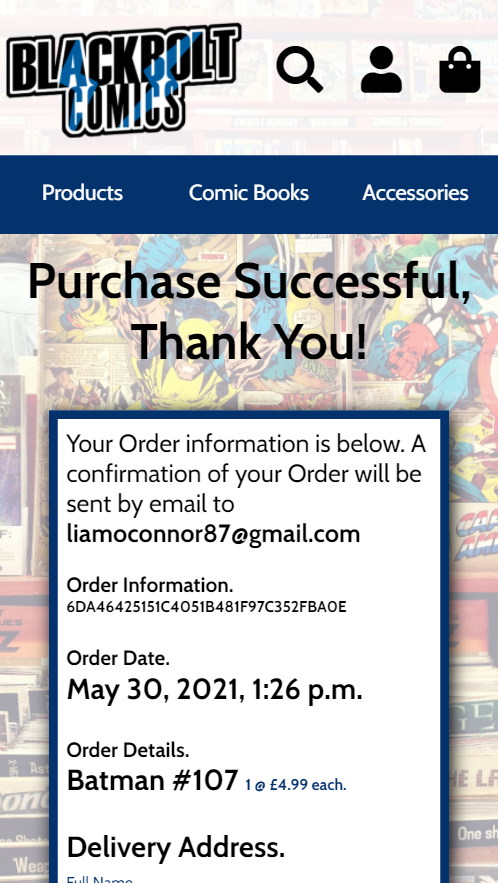 BLACKBOLT
COMICS
Products Comic Books Accessories
Purchase Successful,
Thank You!
Your Order information is below. A
confirmation of your Order will be
sent by email to
liamoconnor87@gmail.com
Order Information.
6DA46425151C4051B481F97C352FBA0E
Order Date.
May 30, 2021, 1:26 p.m.
Order Details.
Batman #107 1 @ £4.99 each.
Delivery Address.
Full Name